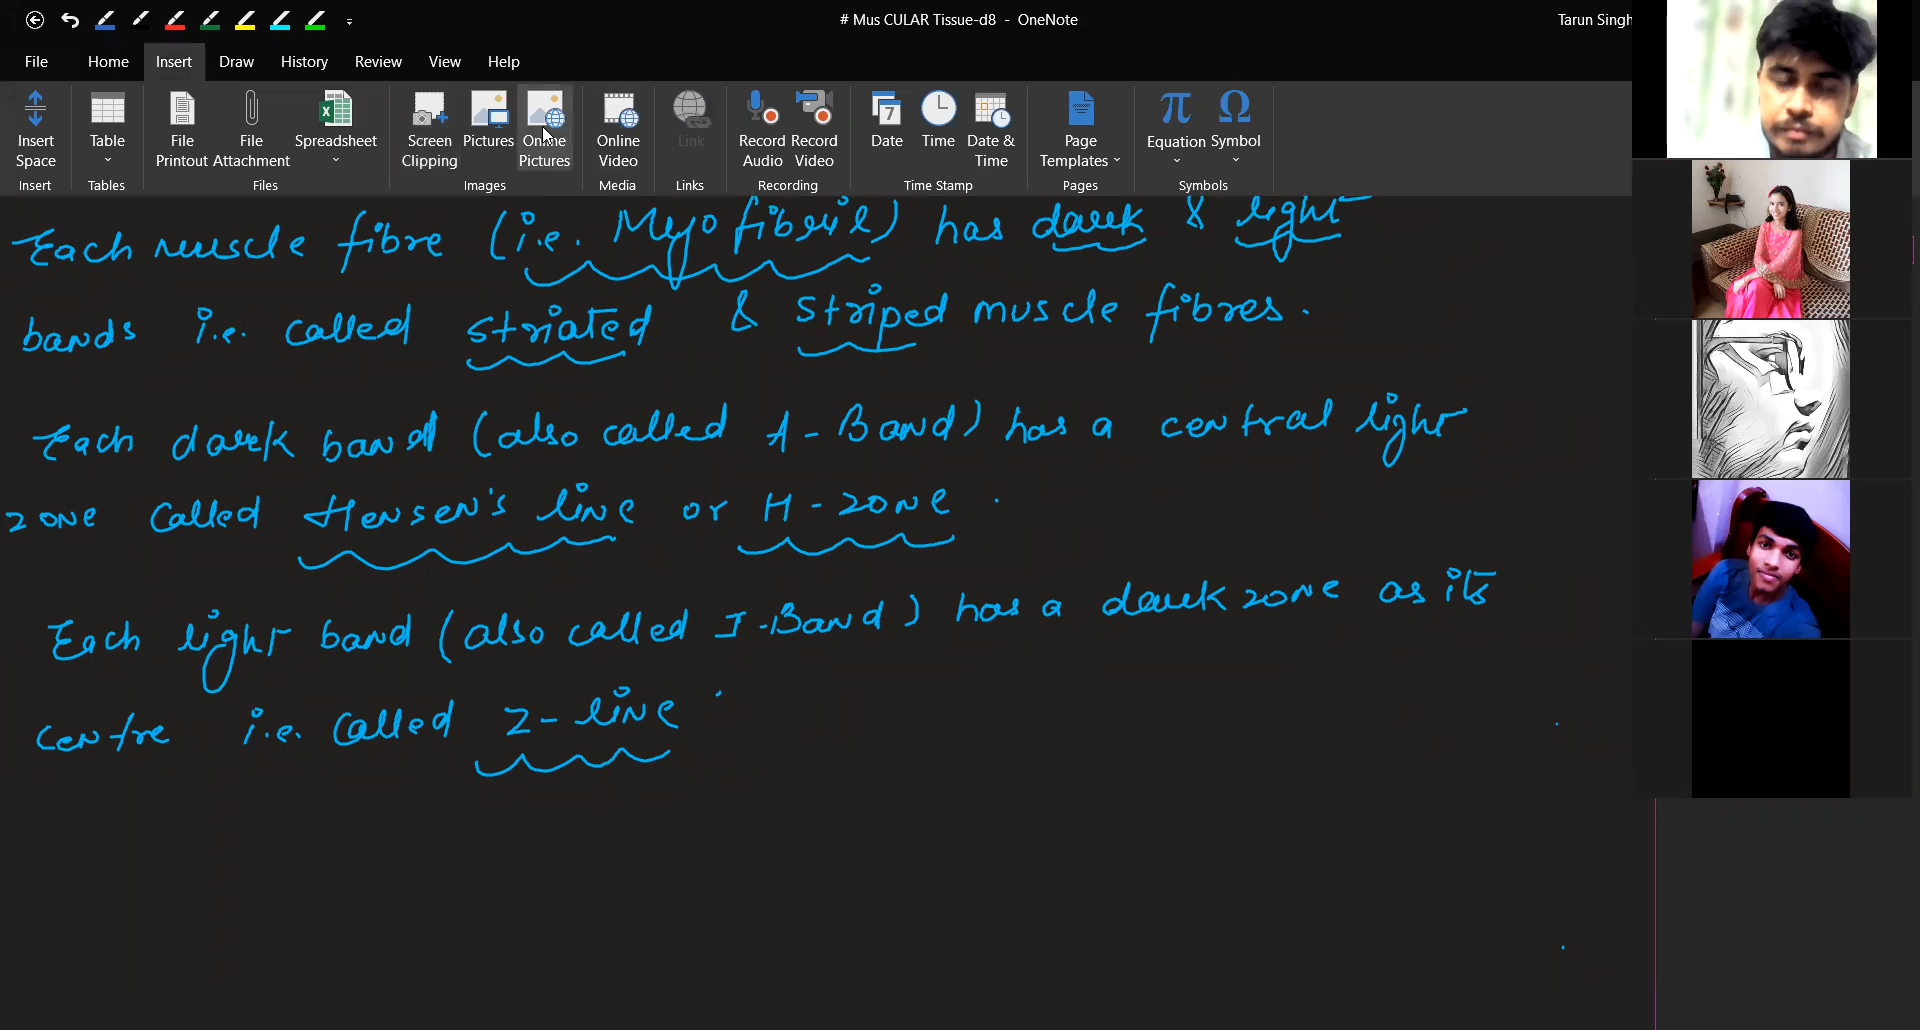 # Mus CULAR Tissue-d8 - OneNote
Tarun Singh
File Home Insert Draw History Review View Help
Insert Space
Table
File Printout
File Attachment
Spreadsheet
Screen Clipping
Pictures
Online Pictures
Online Video
Link
Record Audio
Record Video
7
Date
Time
Date & Time
Page Templates
π
Equation
Ω
Symbol
Insert Tables Files Images Media Links Recording Time Stamp Pages Symbols
Each muscle fibre (i.e. Myofibril) has dark & light
bands i.e. called striated & striped muscle fibres.
Each dark band (also called A-Band) has a central light
zone called Hensen's line or H-zone.
Each light band (also called I-Band) has a dark zone as its
centre i.e. called Z-line.